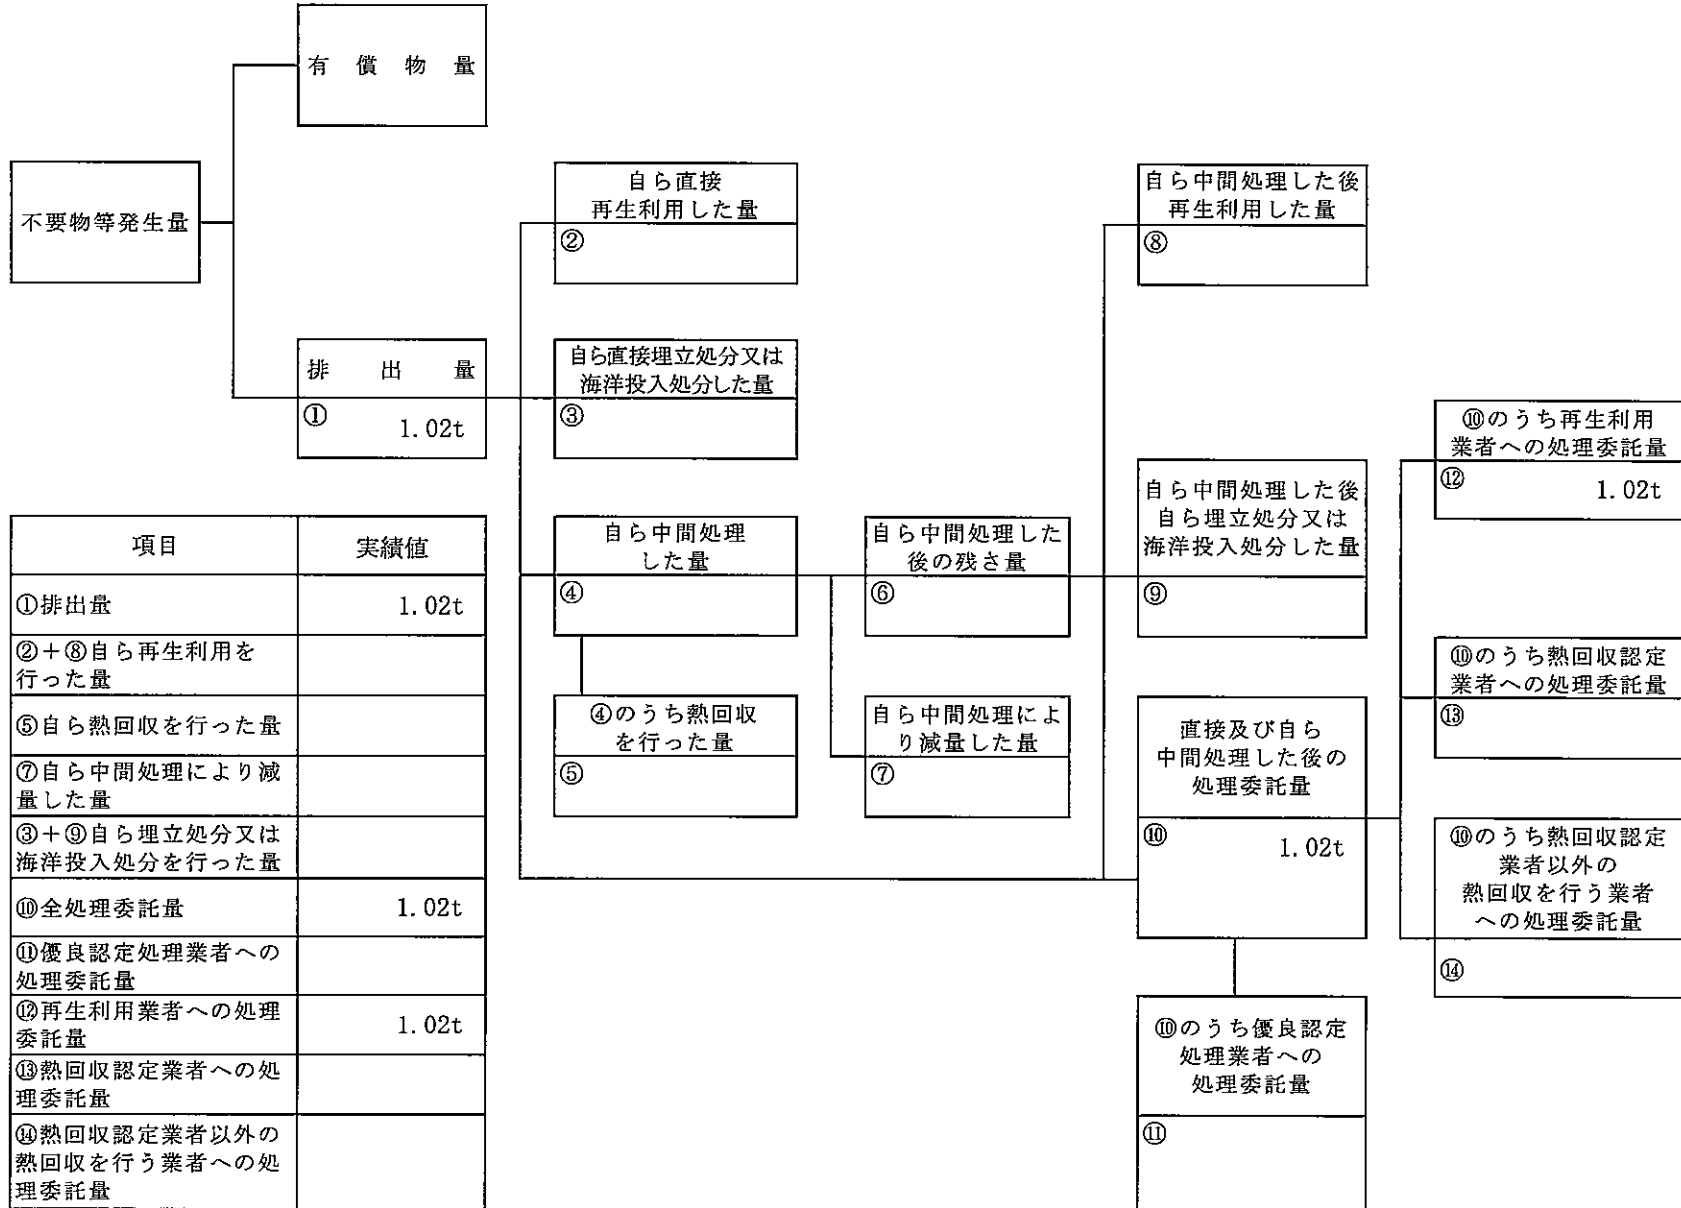 有償物量
不要物等発生量
自ら直接
再生利用した量
②
自ら中間処理した後
再生利用した量
⑧
排出量
① 1.02t
自ら直接埋立処分又は
海洋投入処分した量
③
⑩のうち再生利用
業者への処理委託量
⑫ 1.02t
自ら中間処理した後
自ら埋立処分又は
海洋投入処分した量
⑨
自ら中間処理
した量
④
自ら中間処理した
後の残さ量
⑥
⑩のうち熱回収認定
業者への処理委託量
⑬
④のうち熱回収
を行った量
⑤
自ら中間処理によ
り減量した量
⑦
直接及び自ら
中間処理した後の
処理委託量
⑩ 1.02t
⑩のうち熱回収認定
業者以外の
熱回収を行う業者
への処理委託量
⑭
⑩のうち優良認定
処理業者への
処理委託量
⑪
項目 実績値
①排出量 1.02t
②+⑧自ら再生利用を
行った量
⑤自ら熱回収を行った量
⑦自ら中間処理により減
量した量
③+⑨自ら埋立処分又は
海洋投入処分を行った量
⑩全処理委託量 1.02t
⑪優良認定処理業者への
処理委託量
⑫再生利用業者への処理
委託量 1.02t
⑬熱回収認定業者への処
理委託量
⑭熱回収認定業者以外の
熱回収を行う業者への処
理委託量